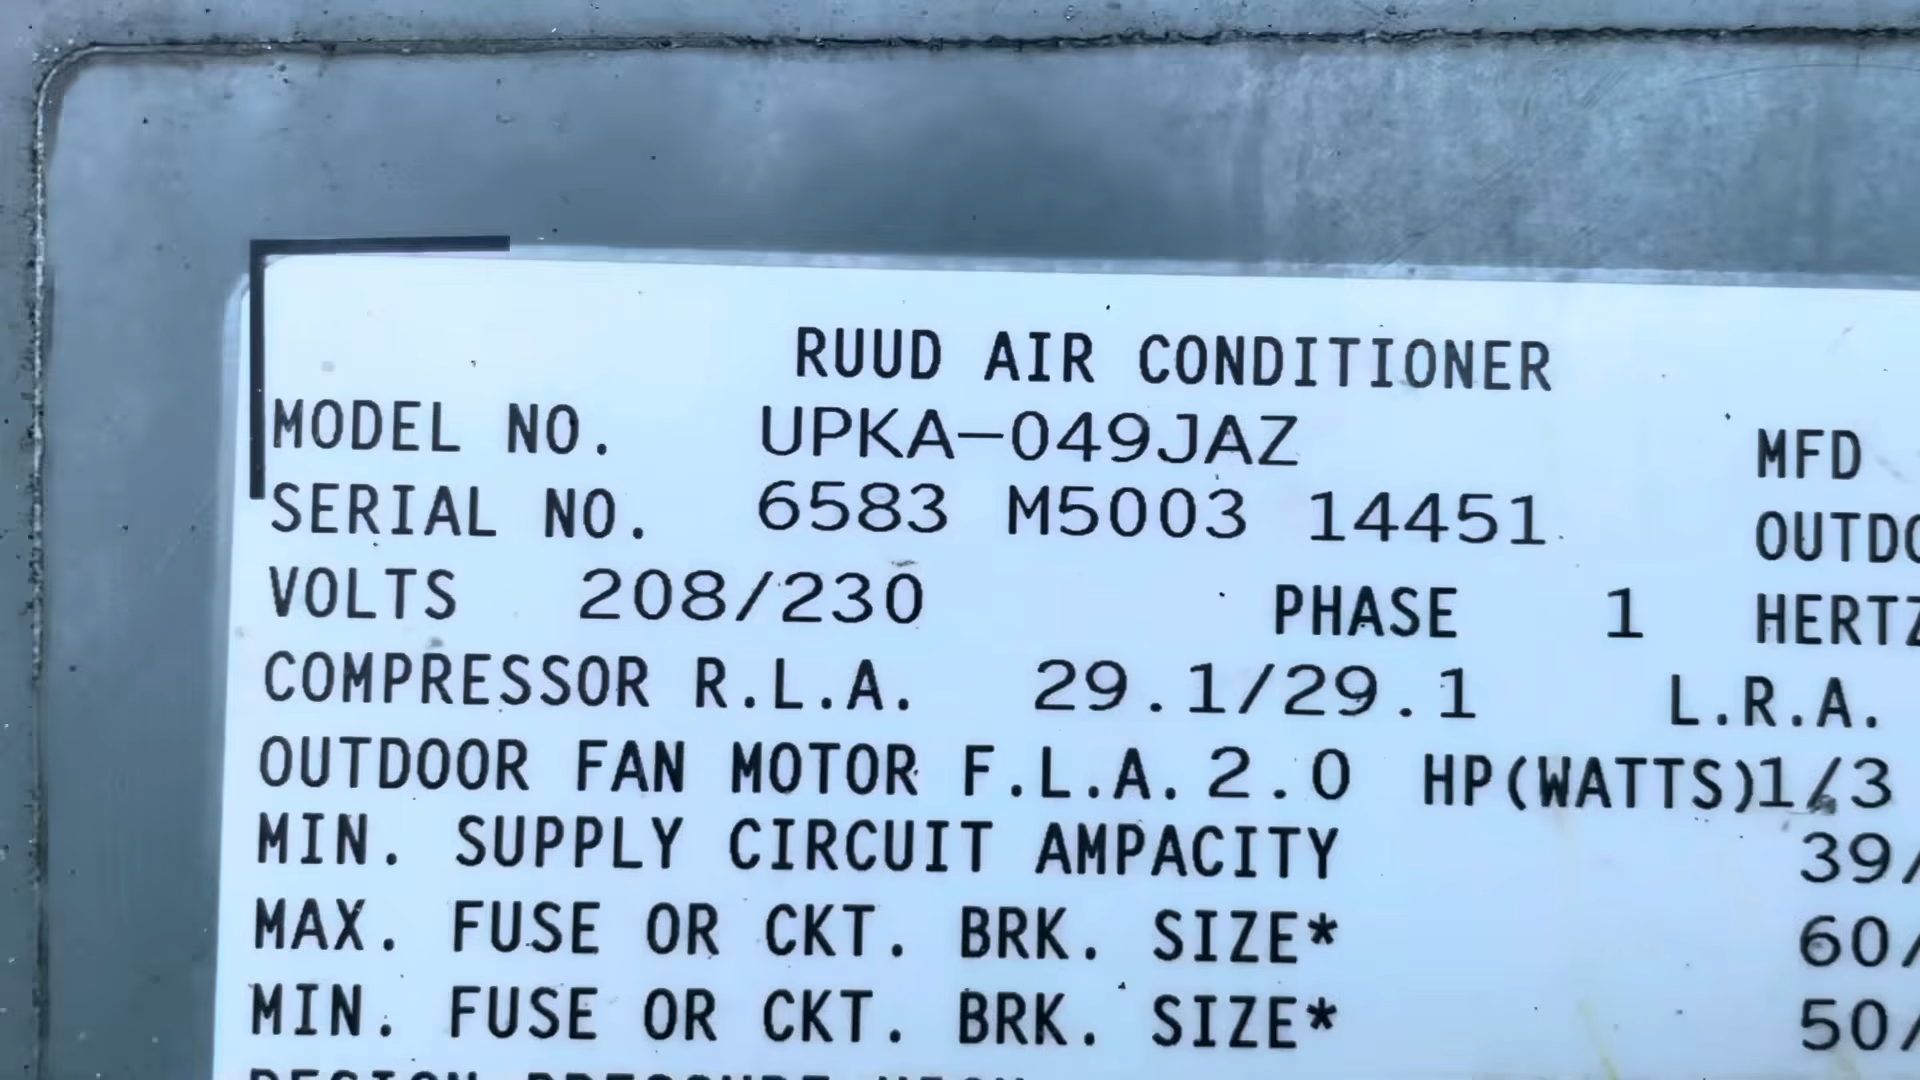 RUUD AIR CONDITIONER
MODEL NO. UPKA-049JAZ MFD
SERIAL NO. 6583 M5003 14451
VOLTS 208/230 PHASE 1 HERTZ
COMPRESSOR R.L.A. 29.1/29.1 L.R.A.
OUTDOOR FAN MOTOR F.L.A. 2.0 HP(WATTS)1/3
MIN. SUPPLY CIRCUIT AMPACITY 39/
MAX. FUSE OR CKT. BRK. SIZE* 60/
MIN. FUSE OR CKT. BRK. SIZE* 50/